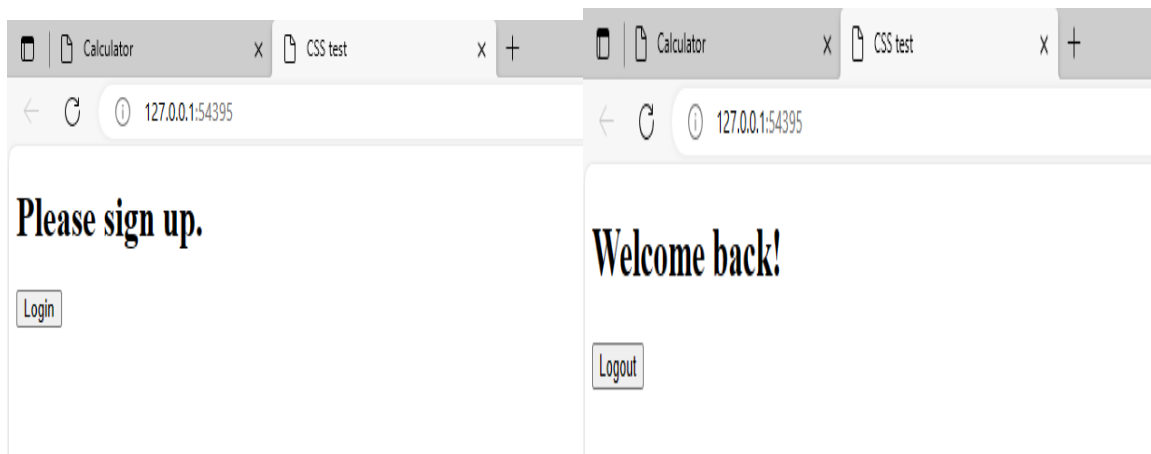 Calculator
CSS test
127.0.0.1:54395
Please sign up.
Login
Calculator
CSS test
127.0.0.1:54395
Welcome back!
Logout